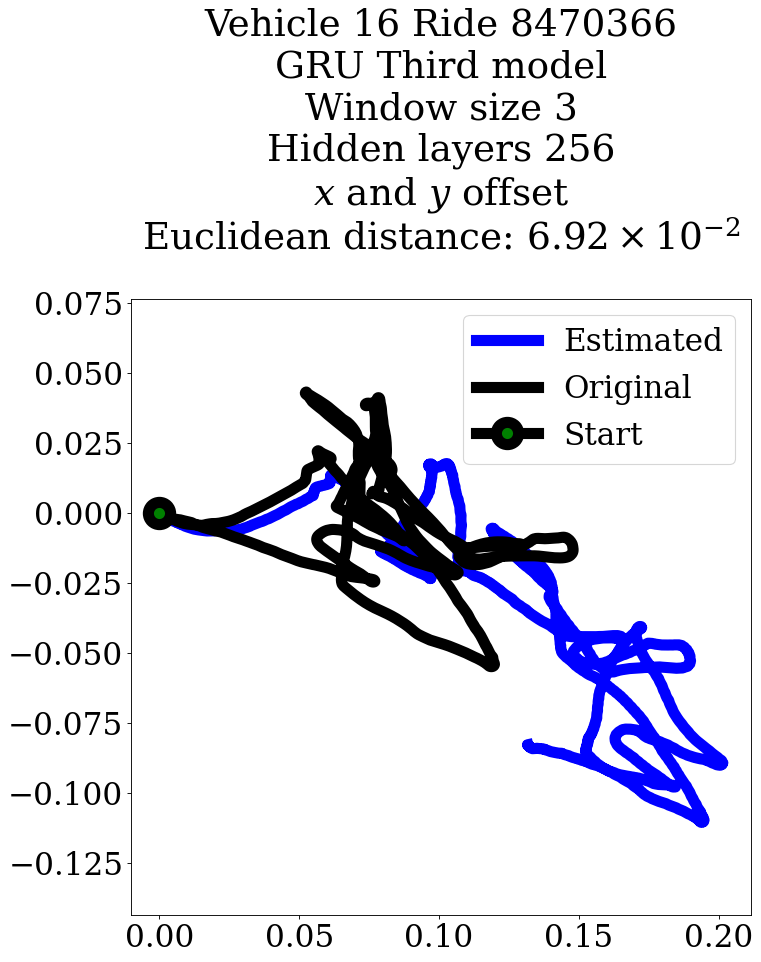 Vehicle 16 Ride 8470366
GRU Third model
Window size 3
Hidden layers 256
x and y offset
Euclidean distance: 6.92 × 10⁻²
0.075
0.050
0.025
0.000
−0.025
−0.050
−0.075
−0.100
−0.125
Estimated
Original
Start
0.00 0.05 0.10 0.15 0.20